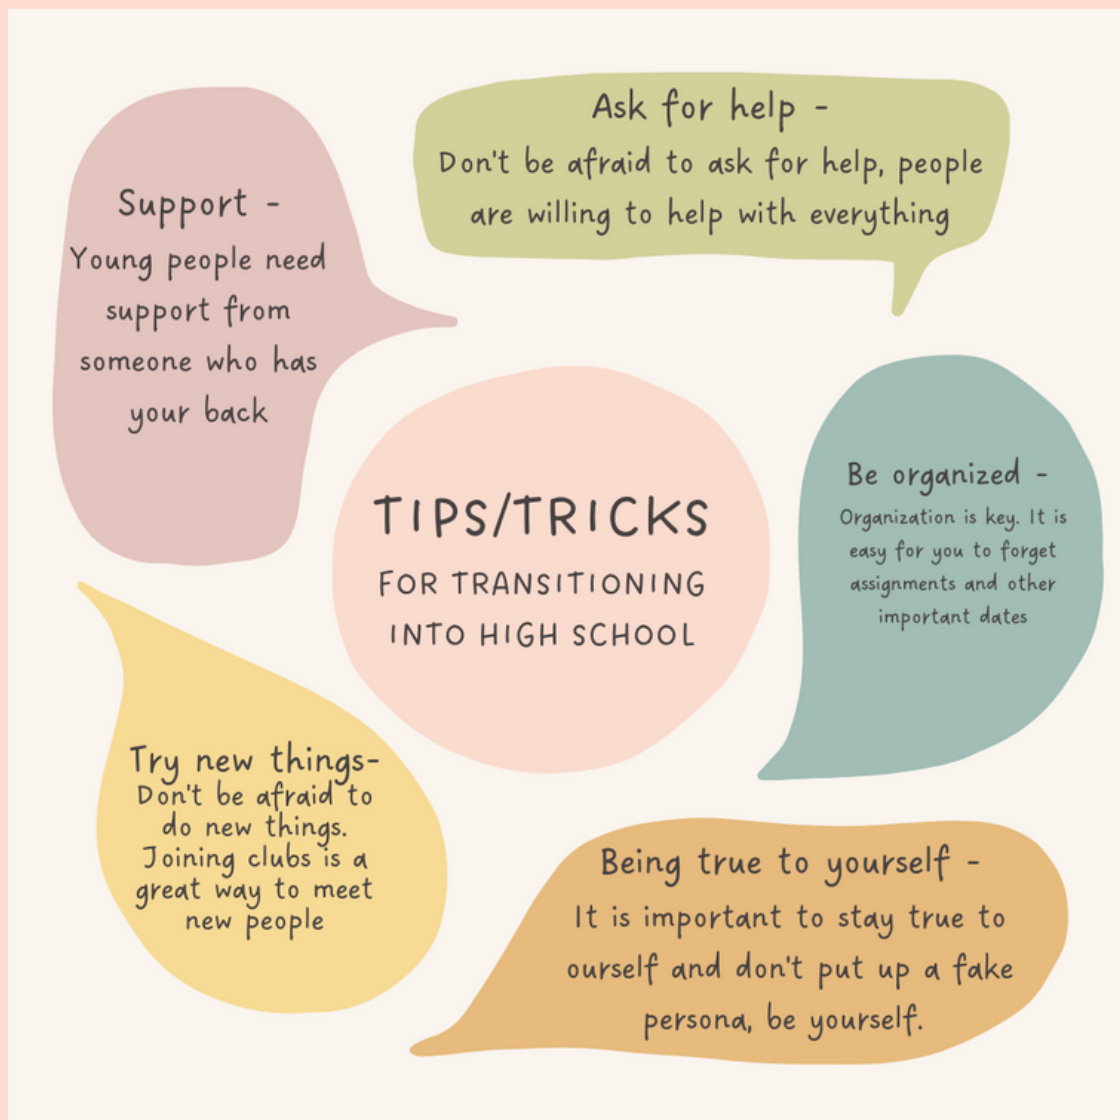 Support -
Young people need
support from
someone who has
your back
Ask for help -
Don't be afraid to ask for help, people
are willing to help with everything
TIPS/TRICKS
FOR TRANSITIONING
INTO HIGH SCHOOL
Be organized -
Organization is key. It is
easy for you to forget
assignments and other
important dates
Try new things-
Don't be afraid to
do new things.
Joining clubs is a
great way to meet
new people
Being true to yourself -
It is important to stay true to
ourself and don't put up a fake
persona, be yourself.